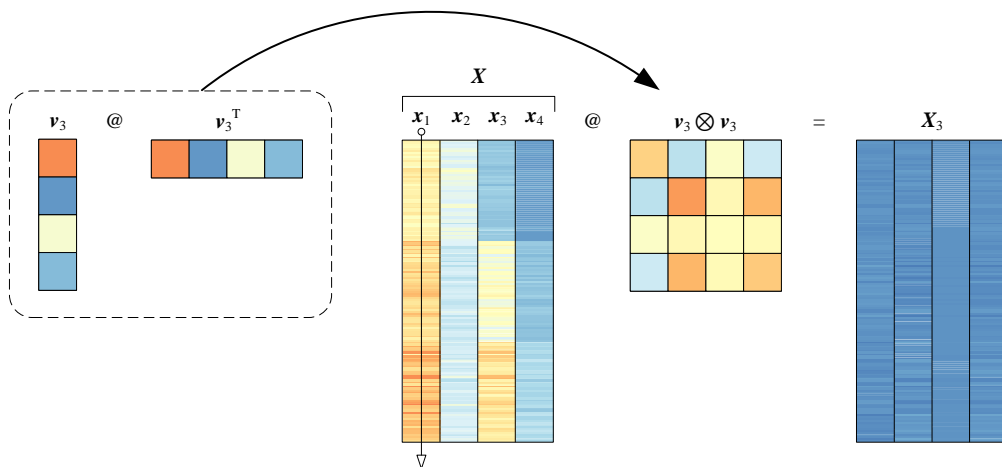 X
v₃ @ v₃ᵀ x₁ x₂ x₃ x₄ @ v₃ ⊗ v₃ = X₃